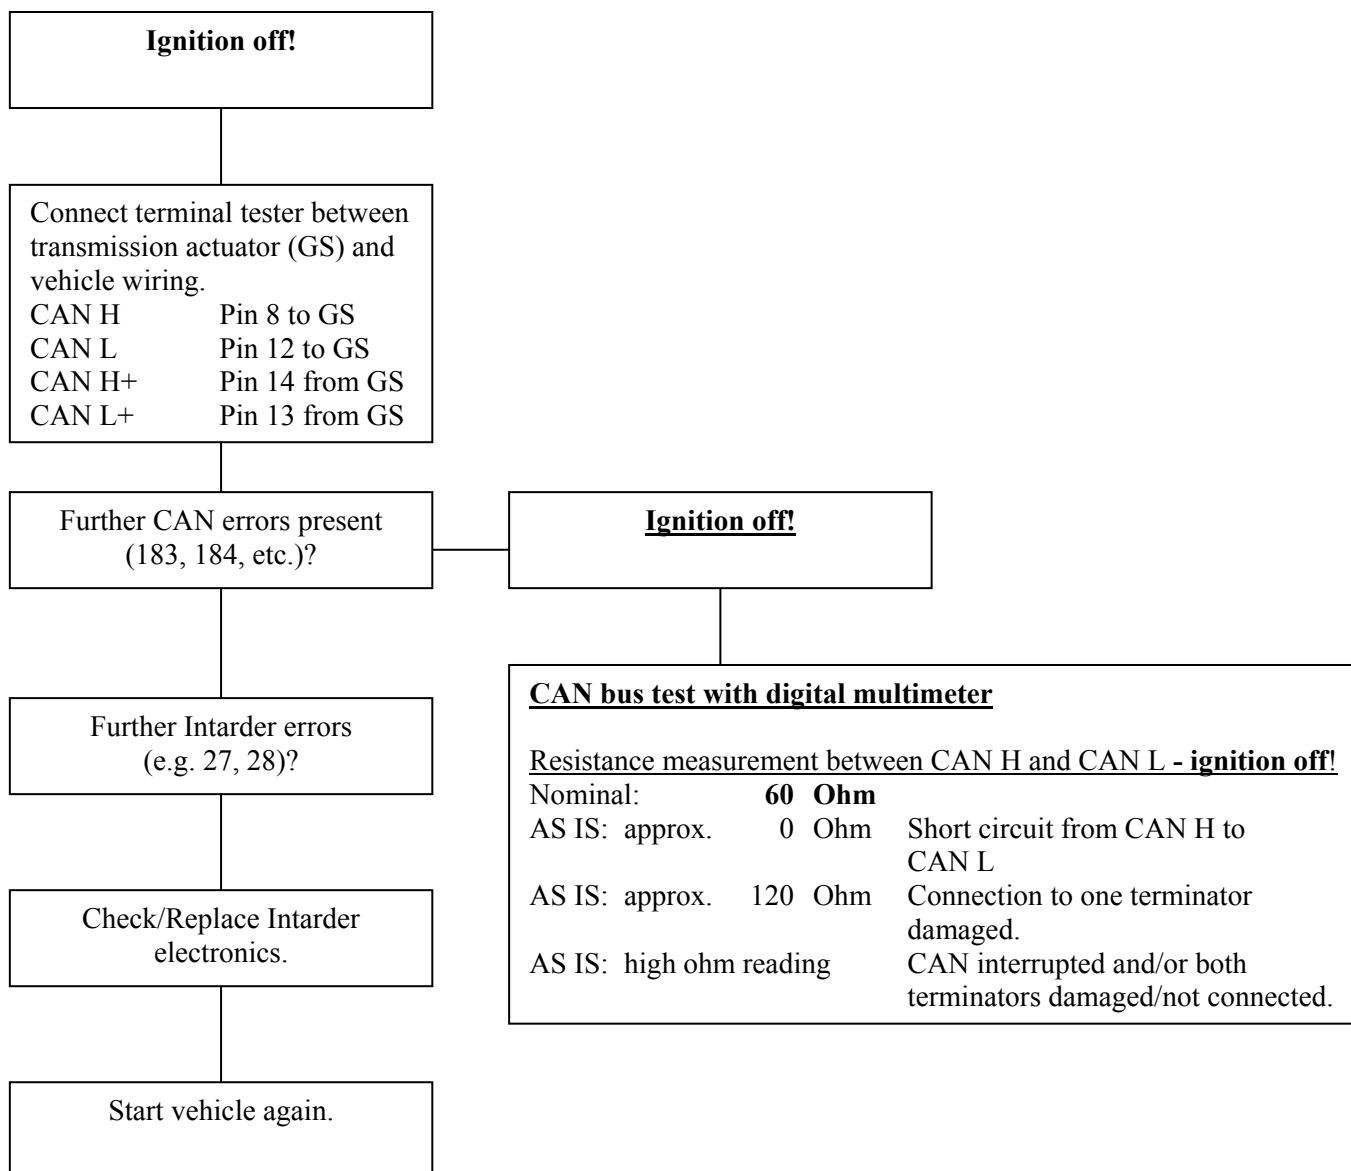 Ignition off!
Connect terminal tester between
transmission actuator (GS) and
vehicle wiring.
CAN H Pin 8 to GS
CAN L Pin 12 to GS
CAN H+ Pin 14 from GS
CAN L+ Pin 13 from GS
Further CAN errors present
(183, 184, etc.)?
Ignition off!
Further Intarder errors
(e.g. 27, 28)?
Check/Replace Intarder
electronics.
Start vehicle again.
CAN bus test with digital multimeter
Resistance measurement between CAN H and CAN L - ignition off!
Nominal: 60 Ohm
AS IS: approx. 0 Ohm Short circuit from CAN H to
CAN L
AS IS: approx. 120 Ohm Connection to one terminator
damaged.
AS IS: high ohm reading CAN interrupted and/or both
terminators damaged/not connected.